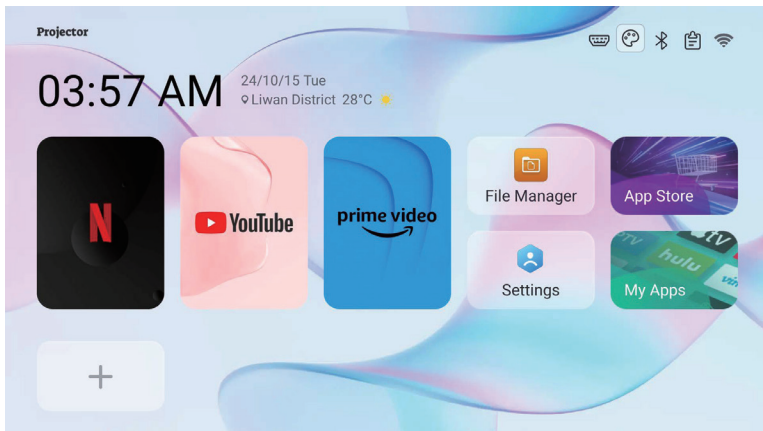 Projector
03:57 AM
24/10/15 Tue
Liwan District 28°C
N
YouTube
prime video
File Manager
App Store
Settings
tv
hulu
My Apps
+